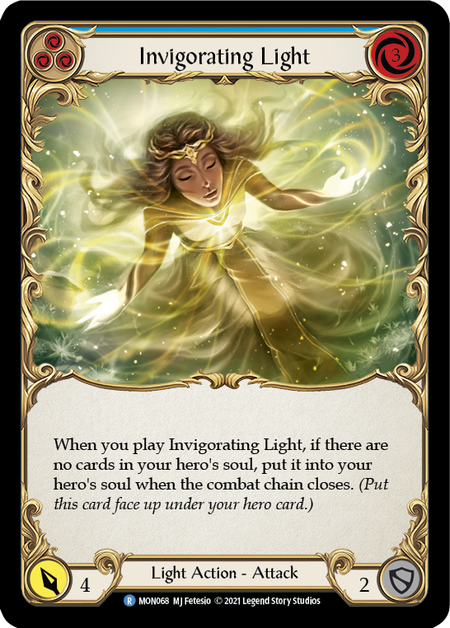 Invigorating Light
3
When you play Invigorating Light, if there are
no cards in your hero's soul, put it into your
hero's soul when the combat chain closes. (Put
this card face up under your hero card.)
4
Light Action - Attack
2
R MON068 MJ Fetesio © 2021 Legend Story Studios